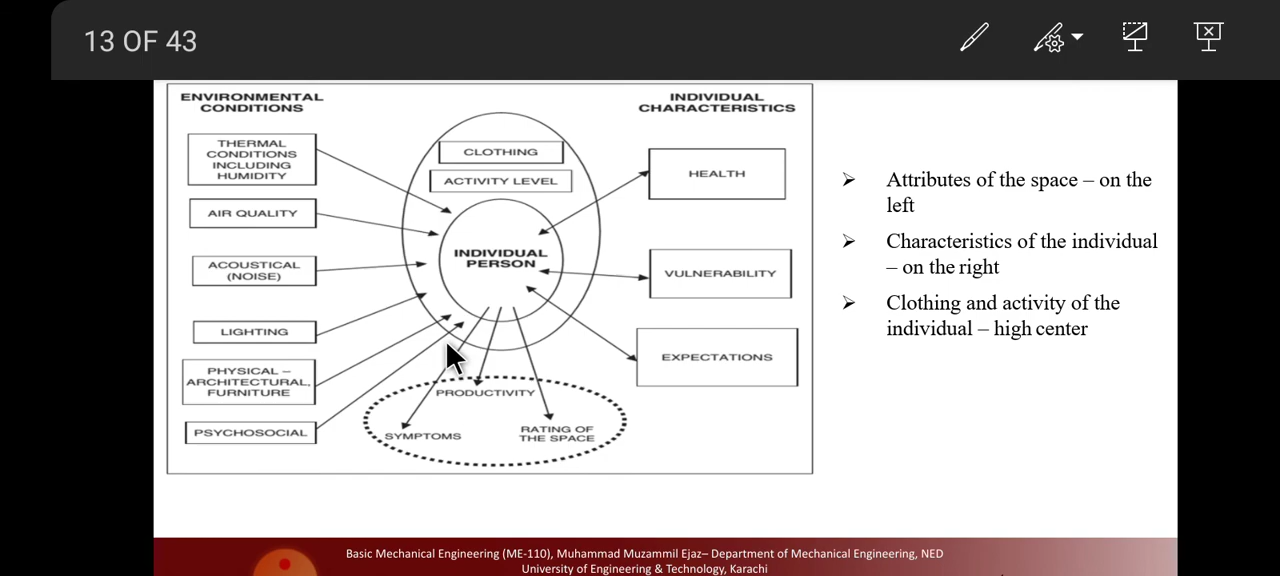 13 OF 43
ENVIRONMENTAL
CONDITIONS
THERMAL
CONDITIONS
INCLUDING
HUMIDITY
AIR QUALITY
ACOUSTICAL
(NOISE)
LIGHTING
PHYSICAL –
ARCHITECTURAL,
FURNITURE
PSYCHOSOCIAL
CLOTHING
ACTIVITY LEVEL
INDIVIDUAL
PERSON
PRODUCTIVITY
SYMPTOMS
RATING OF
THE SPACE
INDIVIDUAL
CHARACTERISTICS
HEALTH
VULNERABILITY
EXPECTATIONS
Attributes of the space – on the
left
Characteristics of the individual
– on the right
Clothing and activity of the
individual – high center
Basic Mechanical Engineering (ME-110), Muhammad Muzammil Ejaz– Department of Mechanical Engineering, NED
University of Engineering & Technology, Karachi